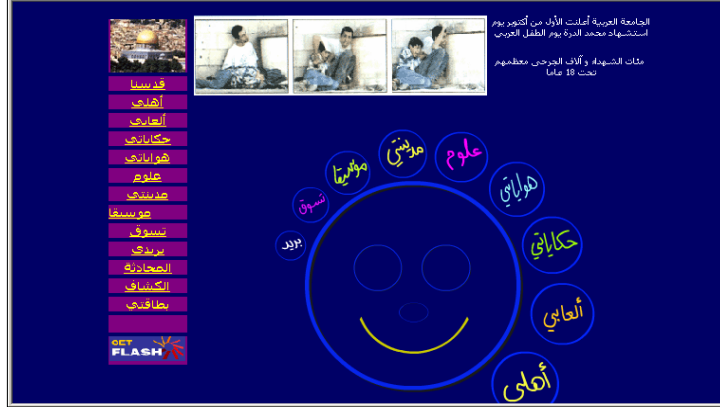 الجامعة العربية أعلنت الأول من أكتوبر يوم
استشهاد محمد الدرة يوم الطفل العربي
مئات الشهداء و آلاف الجرحى معظمهم
تحت 18 عاما
قدسنا
أهلي
ألعابي
حكاياتي
هواياتي
علوم
مدينتي
موسيقا
تسوق
بريدي
المحادثة
الكشاف
بطاقتي
GET
FLASH
بريد
تسوق
موسيقا
مدينتي
علوم
هواياتي
حكاياتي
ألعابي
أهلي